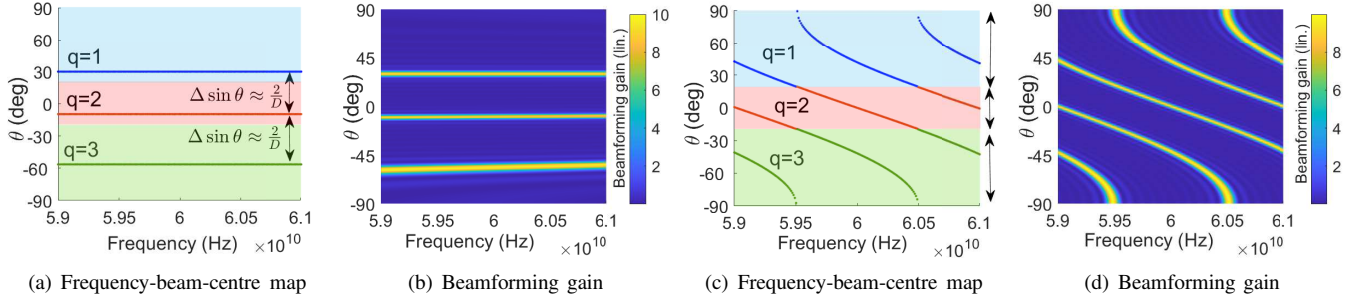 90
60
30
0
-30
-60
-90
θ (deg)
q=1
q=2
q=3
Δ sin θ ≈ 2/D
Δ sin θ ≈ 2/D
5.9 5.95 6 6.05 6.1
Frequency (Hz) ×10^10
(a) Frequency-beam-centre map
90
45
0
-45
-90
θ (deg)
5.9 5.95 6 6.05 6.1
Frequency (Hz) ×10^10
10
8
6
4
2
Beamforming gain (lin.)
(b) Beamforming gain
90
60
30
0
-30
-60
-90
θ (deg)
q=1
q=2
q=3
5.9 5.95 6 6.05 6.1
Frequency (Hz) ×10^10
(c) Frequency-beam-centre map
90
45
0
-45
-90
θ (deg)
5.9 5.95 6 6.05 6.1
Frequency (Hz) ×10^10
8
6
4
2
Beamforming gain (lin.)
(d) Beamforming gain